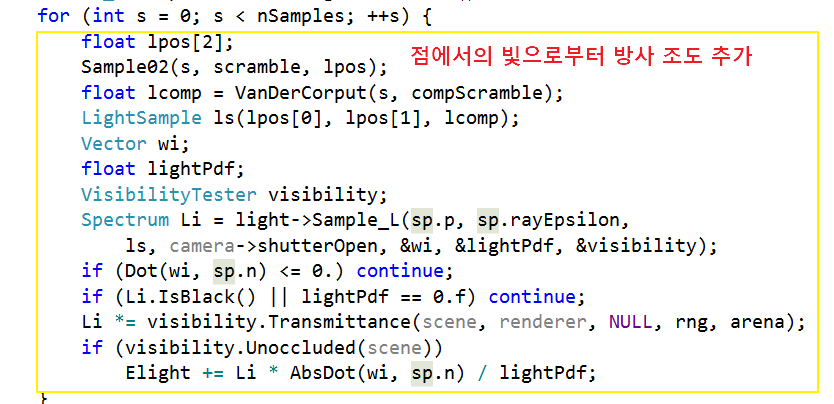 for (int s = 0; s < nSamples; ++s) {
float lpos[2];
점에서의 빛으로부터 방사 조도 추가
Sample02(s, scramble, lpos);
float lcomp = VanDerCorput(s, compScramble);
LightSample ls(lpos[0], lpos[1], lcomp);
Vector wi;
float lightPdf;
VisibilityTester visibility;
Spectrum Li = light->Sample_L(sp.p, sp.rayEpsilon,
ls, camera->shutterOpen, &wi, &lightPdf, &visibility);
if (Dot(wi, sp.n) <= 0.) continue;
if (Li.IsBlack() || lightPdf == 0.f) continue;
Li *= visibility.Transmittance(scene, renderer, NULL, rng, arena);
if (visibility.Unoccluded(scene))
Elight += Li * AbsDot(wi, sp.n) / lightPdf;
}